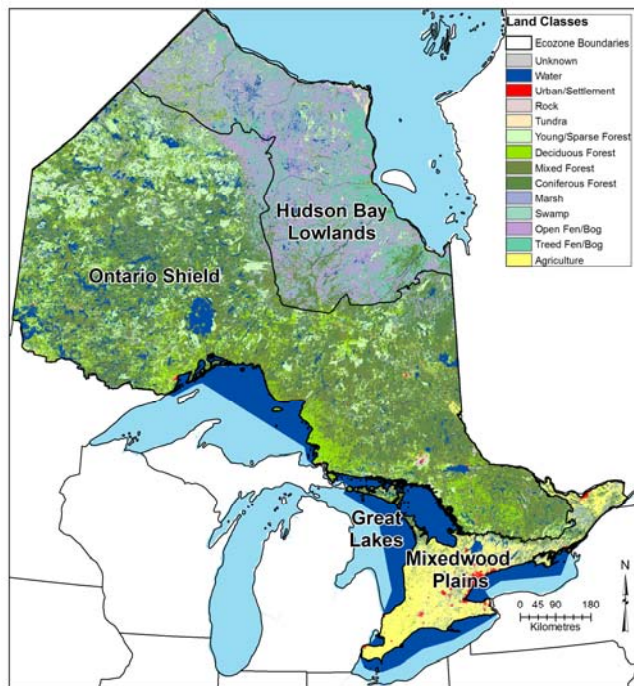 Land Classes
Ecozone Boundaries
Unknown
Water
Urban/Settlement
Rock
Tundra
Young/Sparse Forest
Deciduous Forest
Mixed Forest
Coniferous Forest
Marsh
Swamp
Open Fen/Bog
Treed Fen/Bog
Agriculture
Hudson Bay
Lowlands
Ontario Shield
Great
Lakes
Mixedwood
Plains
N
0 45 90 180
Kilometres